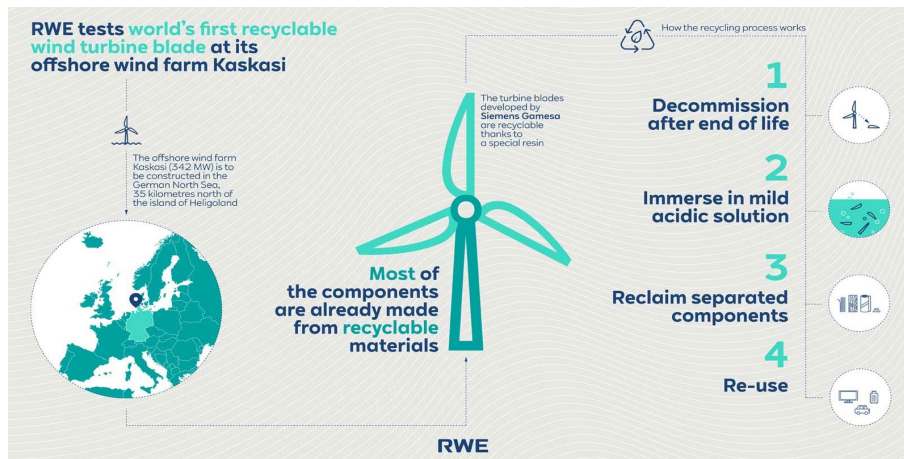 RWE tests world's first recyclable
wind turbine blade at its
offshore wind farm Kaskasi
The offshore wind farm
Kaskasi (342 MW) is to
be constructed in the
German North Sea,
35 kilometres north of
the island of Heligoland
The turbine blades
developed by
Siemens Gamesa
are recyclable
thanks to
a special resin
Most of
the components
are already made
from recyclable
materials
How the recycling process works
1
Decommission
after end of life
2
Immerse in mild
acidic solution
3
Reclaim separated
components
4
Re-use
RWE